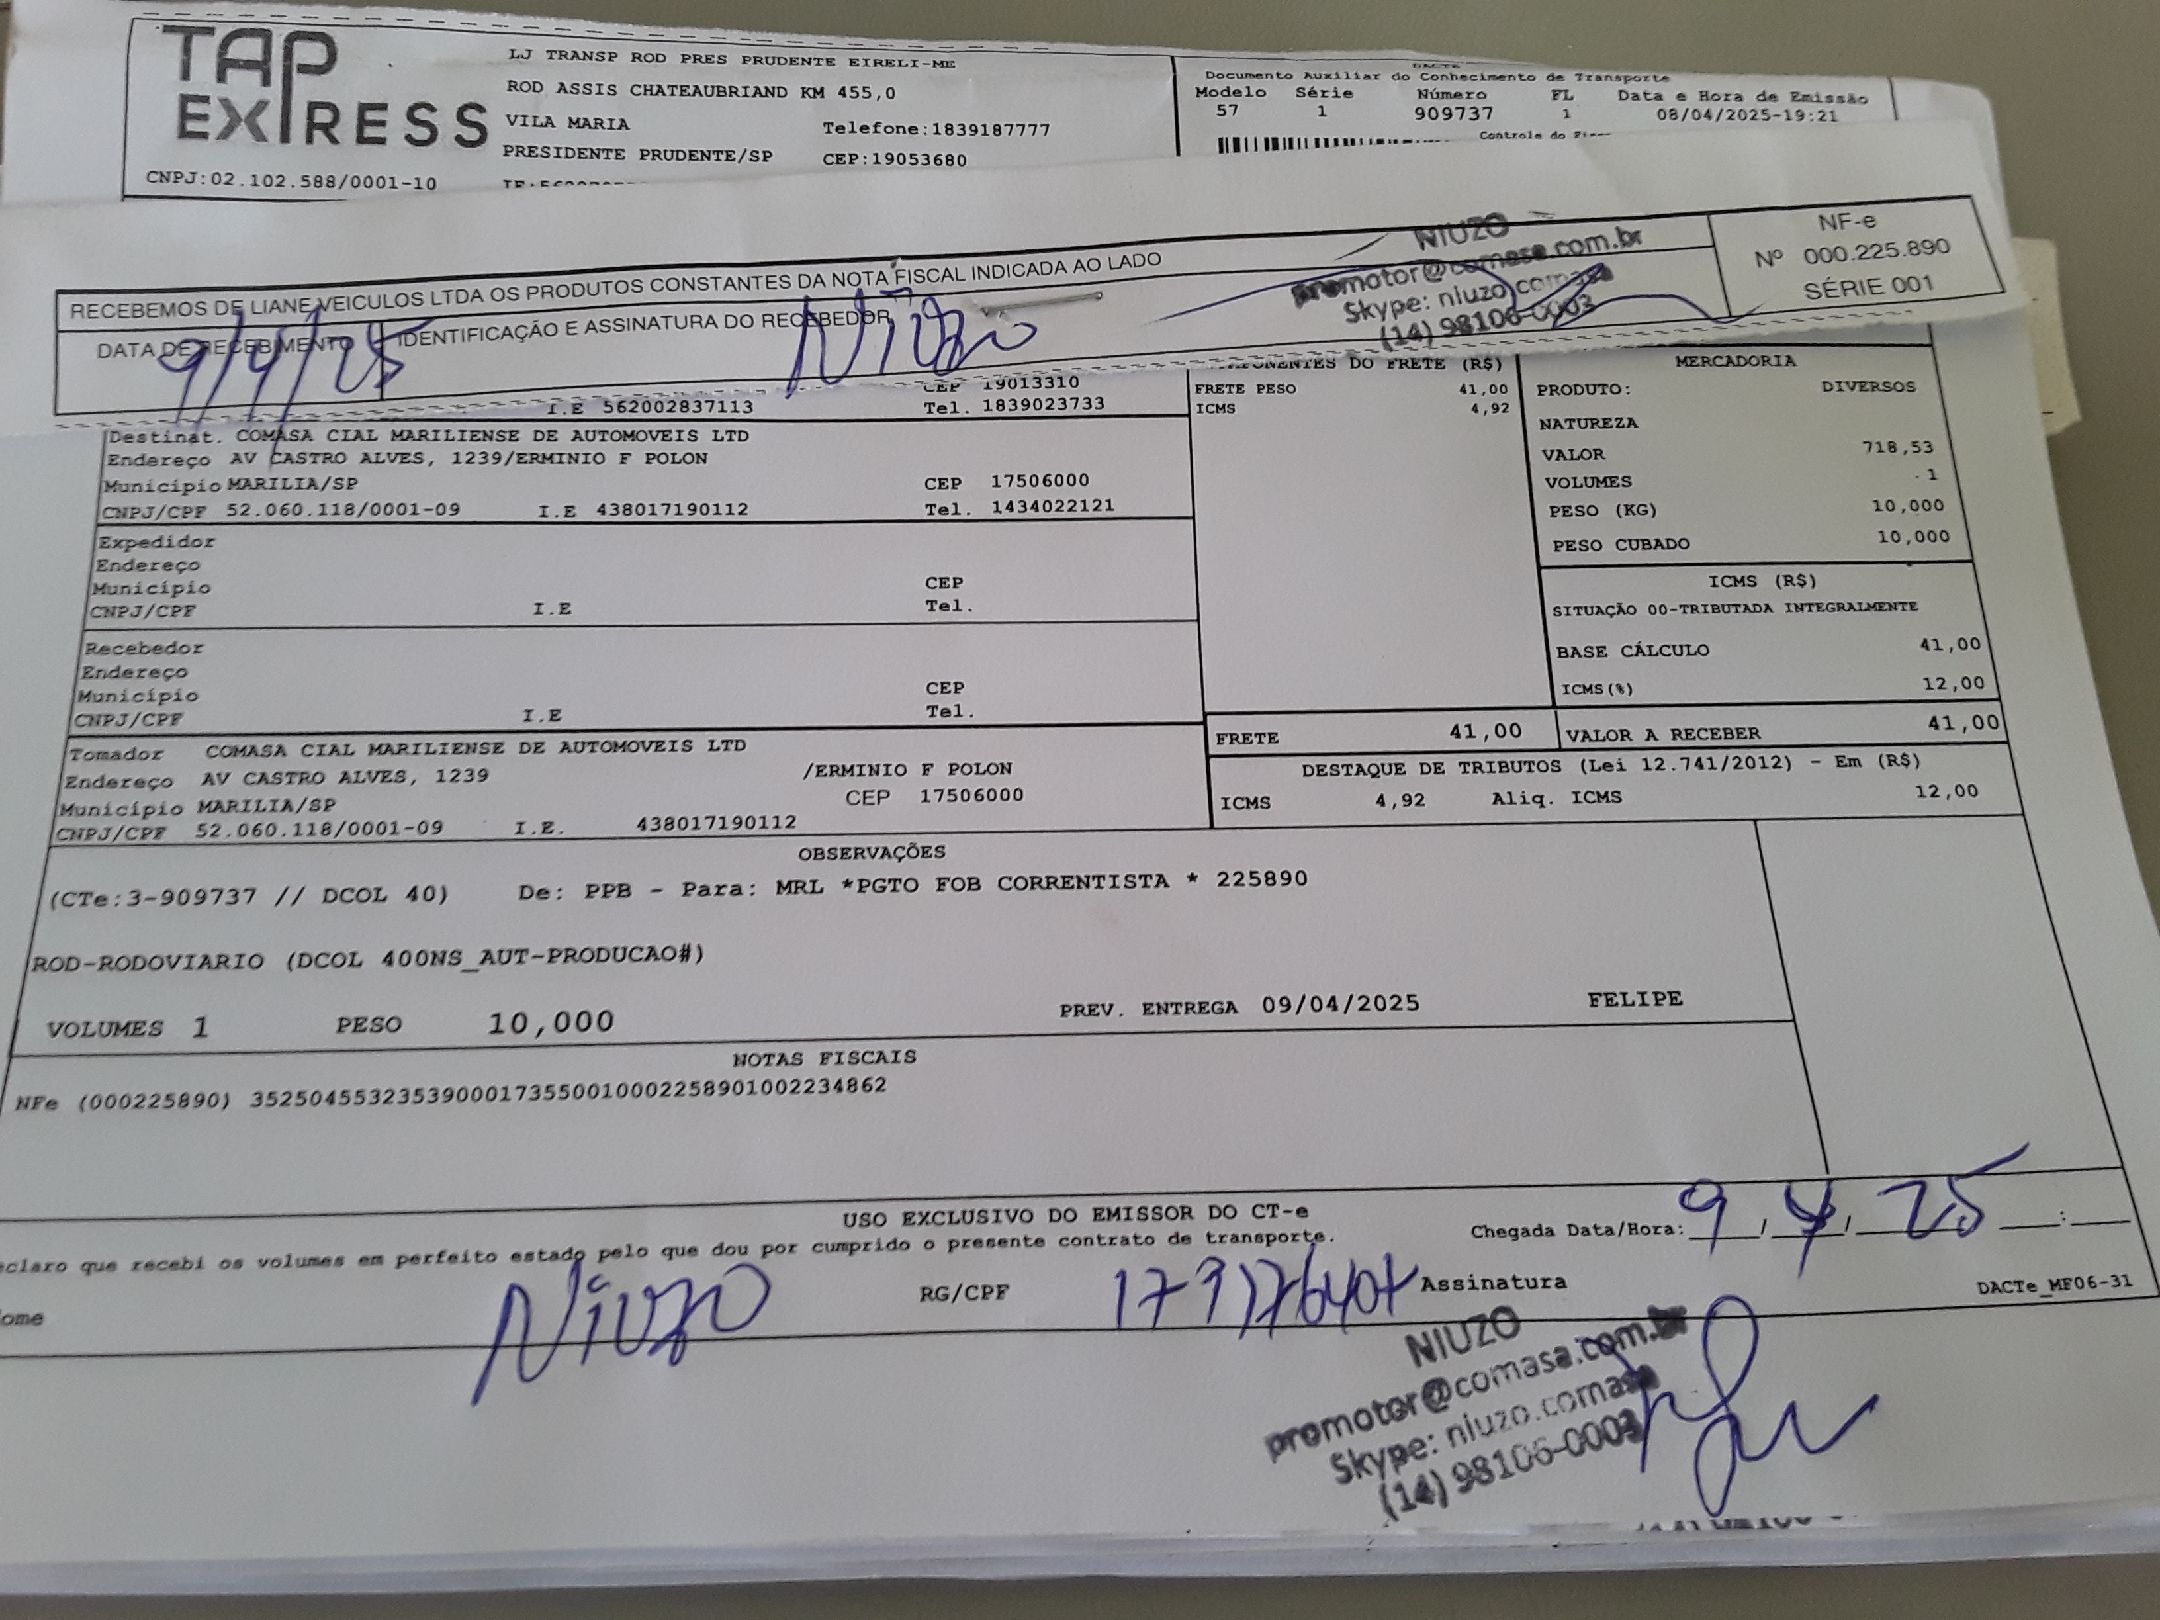 TAP
EXPRESS
LJ TRANSP ROD PRES PRUDENTE EIRELI-ME
ROD ASSIS CHATEAUBRIAND KM 455,0
VILA MARIA Telefone:1839187777
PRESIDENTE PRUDENTE/SP CEP:19053680
CNPJ:02.102.588/0001-10
DACTE
Documento Auxiliar do Conhecimento de Transporte
Modelo Série Número FL Data e Hora de Emissão
57 1 909737 1 08/04/2025-19:21
Controle do
RECEBEMOS DE LIANE VEICULOS LTDA OS PRODUTOS CONSTANTES DA NOTA FISCAL INDICADA AO LADO
DATA DE RECEBIMENTO IDENTIFICAÇÃO E ASSINATURA DO RECEBEDOR
9/4/25 Niuzo
NIUZO
promotor@comasa.com.br
Skype: niuzo.comasa
(14) 98106-0003
NF-e
Nº 000.225.890
SÉRIE 001
CEP 19013310
I.E 562002837113 Tel. 1839023733
Destinat. COMASA CIAL MARILIENSE DE AUTOMOVEIS LTD
Endereço AV CASTRO ALVES, 1239/ERMINIO F POLON
Município MARILIA/SP CEP 17506000
CNPJ/CPF 52.060.118/0001-09 I.E 438017190112 Tel. 1434022121
Expedidor
Endereço
Município CEP
CNPJ/CPF I.E Tel.
Recebedor
Endereço
Município CEP
CNPJ/CPF I.E Tel.
Tomador COMASA CIAL MARILIENSE DE AUTOMOVEIS LTD
Endereço AV CASTRO ALVES, 1239 /ERMINIO F POLON
Município MARILIA/SP CEP 17506000
CNPJ/CPF 52.060.118/0001-09 I.E. 438017190112
DO FRETE (R$)
FRETE PESO 41,00
ICMS 4,92
MERCADORIA
PRODUTO: DIVERSOS
NATUREZA
VALOR 718,53
VOLUMES 1
PESO (KG) 10,000
PESO CUBADO 10,000
ICMS (R$)
SITUAÇÃO 00-TRIBUTADA INTEGRALMENTE
BASE CÁLCULO 41,00
ICMS(%) 12,00
FRETE 41,00 VALOR A RECEBER 41,00
DESTAQUE DE TRIBUTOS (Lei 12.741/2012) - Em (R$)
ICMS 4,92 Aliq. ICMS 12,00
OBSERVAÇÕES
(CTe:3-909737 // DCOL 40) De: PPB - Para: MRL *PGTO FOB CORRENTISTA * 225890
ROD-RODOVIARIO (DCOL 400NS_AUT-PRODUCAO#)
VOLUMES 1 PESO 10,000 PREV. ENTREGA 09/04/2025 FELIPE
NOTAS FISCAIS
NFe (000225890) 35250455323539000173550010002258901002234862
USO EXCLUSIVO DO EMISSOR DO CT-e
Chegada Data/Hora: 9/4/25 :
eclaro que recebi os volumes em perfeito estado pelo que dou por cumprido o presente contrato de transporte.
ome Niuzo RG/CPF Assinatura
DACTe_MF06-31
NIUZO
promotor@comasa.com.br
Skype: niuzo.comasa
(14) 98106-0003